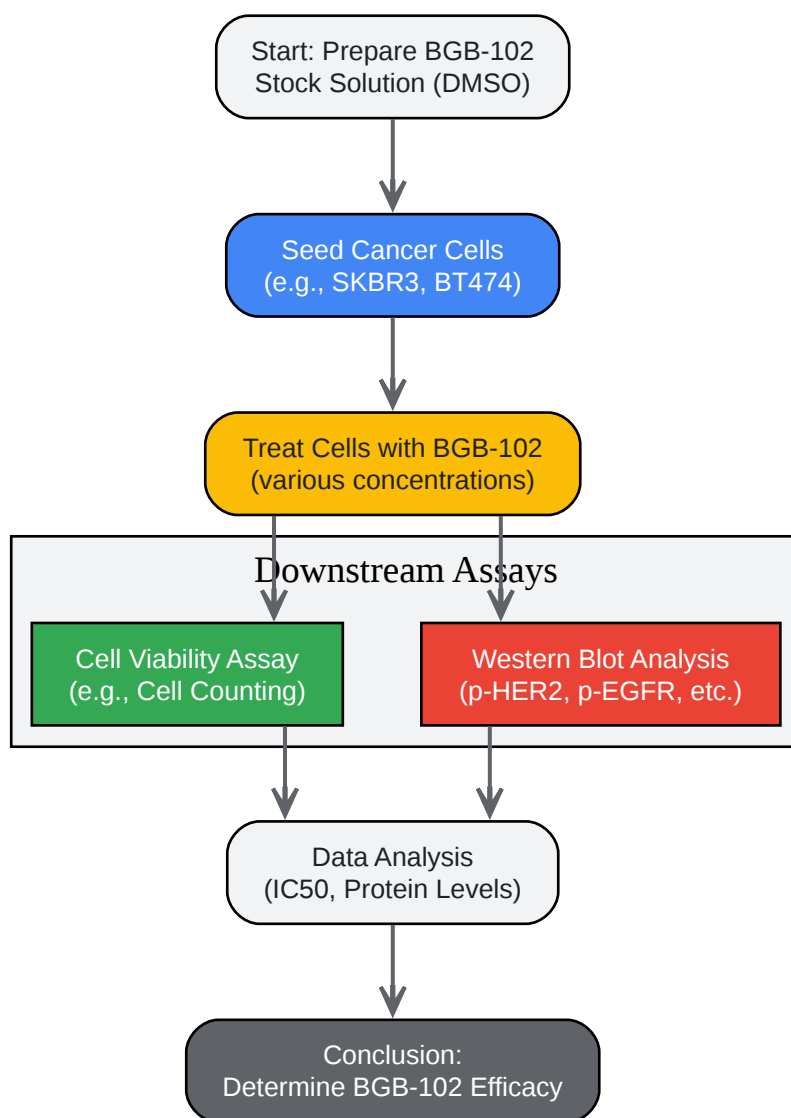 Start: Prepare BGB-102
Stock Solution (DMSO)
Seed Cancer Cells
(e.g., SKBR3, BT474)
Treat Cells with BGB-102
(various concentrations)
Downstream Assays
Cell Viability Assay
(e.g., Cell Counting)
Western Blot Analysis
(p-HER2, p-EGFR, etc.)
Data Analysis
(IC50, Protein Levels)
Conclusion:
Determine BGB-102 Efficacy